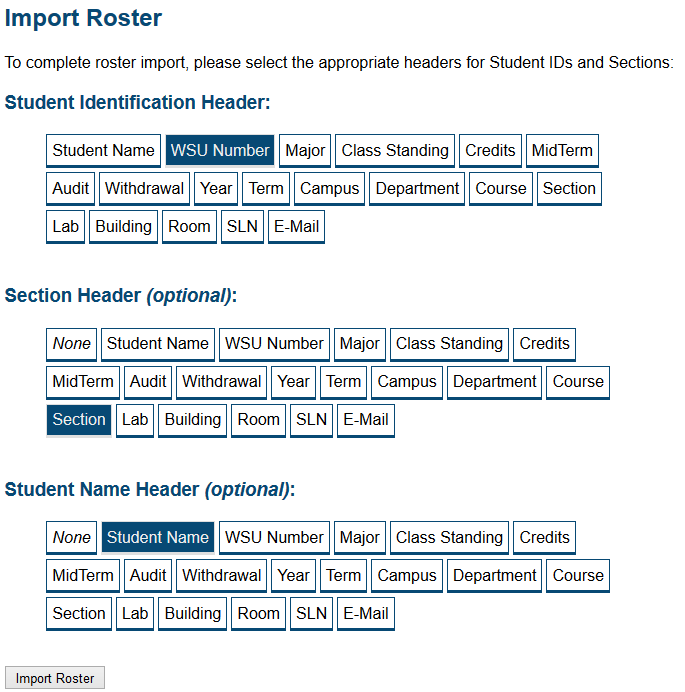 Import Roster
To complete roster import, please select the appropriate headers for Student IDs and Sections:
Student Identification Header:
Student Name WSU Number Major Class Standing Credits MidTerm
Audit Withdrawal Year Term Campus Department Course Section
Lab Building Room SLN E-Mail
Section Header (optional):
None Student Name WSU Number Major Class Standing Credits
MidTerm Audit Withdrawal Year Term Campus Department Course
Section Lab Building Room SLN E-Mail
Student Name Header (optional):
None Student Name WSU Number Major Class Standing Credits
MidTerm Audit Withdrawal Year Term Campus Department Course
Section Lab Building Room SLN E-Mail
Import Roster